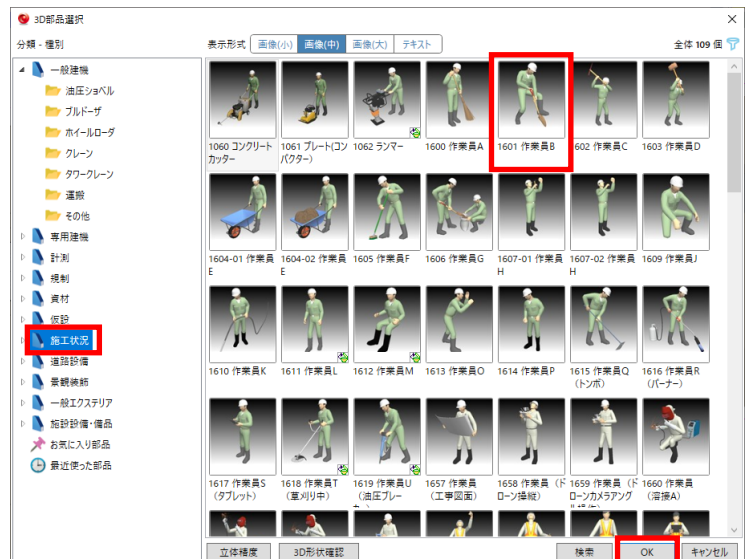 3D部品選択
分類 - 種別
表示形式 画像(小) 画像(中) 画像(大) テキスト 全体 109 個
一般建機
油圧ショベル
ブルドーザ
ホイールローダ
クレーン
タワークレーン
運搬
その他
専用建機
計測
規制
資材
仮設
施工状況
道路設備
景観装飾
一般エクステリア
施設設備・備品
お気に入り部品
最近使った部品
1060 コンクリートカッター
1061 プレート(コンパクター)
1062 ランマー
1600 作業員A
1601 作業員B
1602 作業員C
1603 作業員D
1604-01 作業員E
1604-02 作業員E
1605 作業員F
1606 作業員G
1607-01 作業員H
1607-02 作業員H
1609 作業員J
1610 作業員K
1611 作業員L
1612 作業員M
1613 作業員O
1614 作業員P
1615 作業員Q（トンボ）
1616 作業員R（バーナー）
1617 作業員S（タブレット）
1618 作業員T（草刈り中）
1619 作業員U（油圧ブレー
1657 作業員（工事図面）
1658 作業員（ドローン操縦）
1659 作業員（ドローンカメラアング
1660 作業員（溶接A）
立体精度 3D形状確認 検索 OK キャンセル